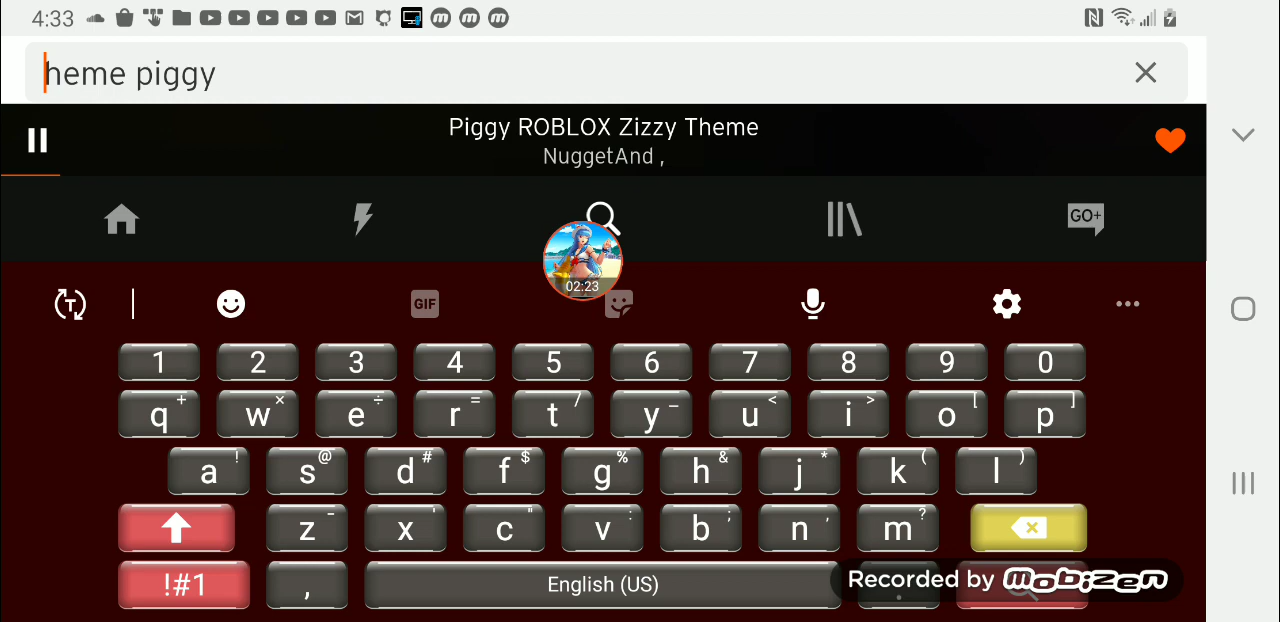 4:33
heme piggy
Piggy ROBLOX Zizzy Theme
NuggetAnd ,
GO+
02:23
T GIF
1 2 3 4 5 6 7 8 9 0
q + w × e ÷ r = t / y _ u < i > o [ p ]
a ! s @ d # f $ g % h & j * k ( l )
z - x ' c " v : b ; n , m ?
!#1 , English (US) .
Recorded by mobizen